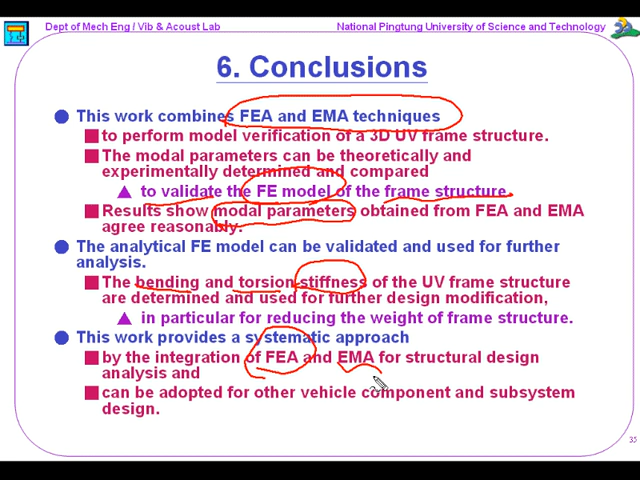 Dept of Mech Eng / Vib & Acoust Lab
National Pingtung University of Science and Technology
6. Conclusions
This work combines FEA and EMA techniques
to perform model verification of a 3D UV frame structure.
The modal parameters can be theoretically and
experimentally determined and compared
to validate the FE model of the frame structure.
Results show modal parameters obtained from FEA and EMA
agree reasonably.
The analytical FE model can be validated and used for further
analysis.
The bending and torsion stiffness of the UV frame structure
are determined and used for further design modification,
in particular for reducing the weight of frame structure.
This work provides a systematic approach
by the integration of FEA and EMA for structural design
analysis and
can be adopted for other vehicle component and subsystem
design.
35